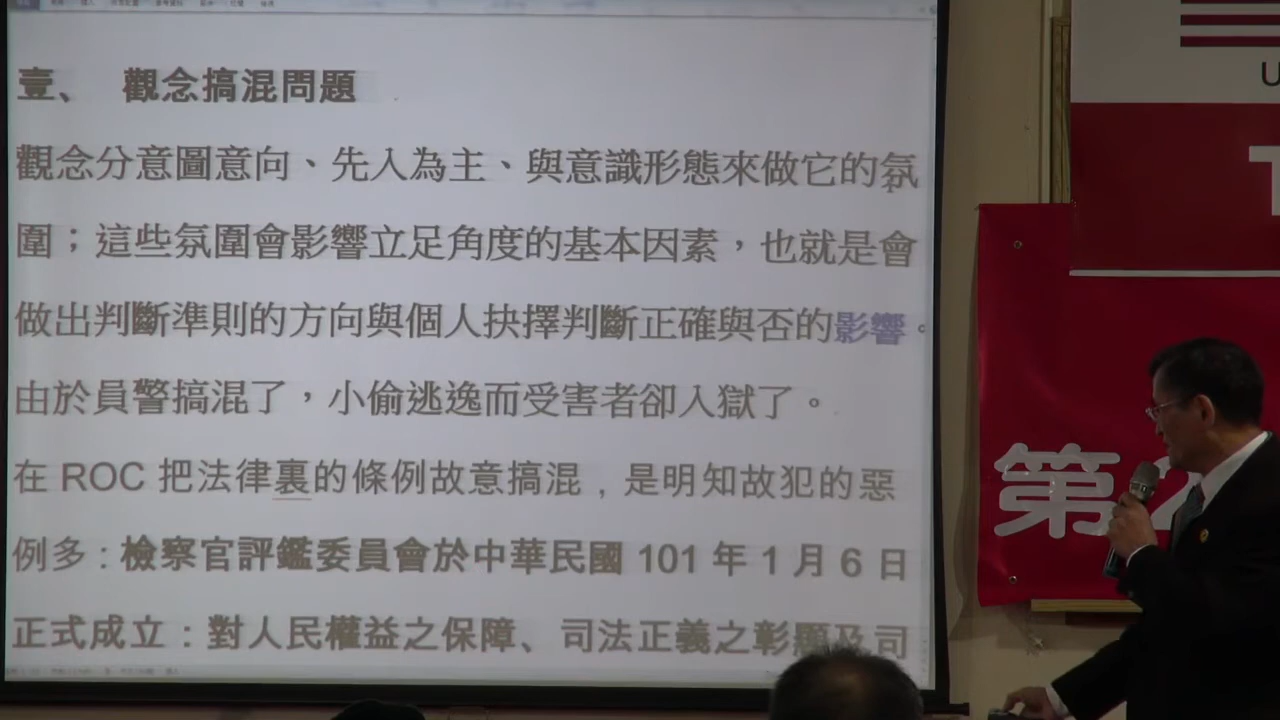 壹、 觀念搞混問題
觀念分意圖意向、先入為主、與意識形態來做它的氛
圍；這些氛圍會影響立足角度的基本因素，也就是會
做出判斷準則的方向與個人抉擇判斷正確與否的影響。
由於員警搞混了，小偷逃逸而受害者卻入獄了。
在 ROC 把法律裏的條例故意搞混，是明知故犯的惡
例多：檢察官評鑑委員會於中華民國 101 年 1 月 6 日
正式成立：對人民權益之保障、司法正義之彰顯及司
U
T
第2